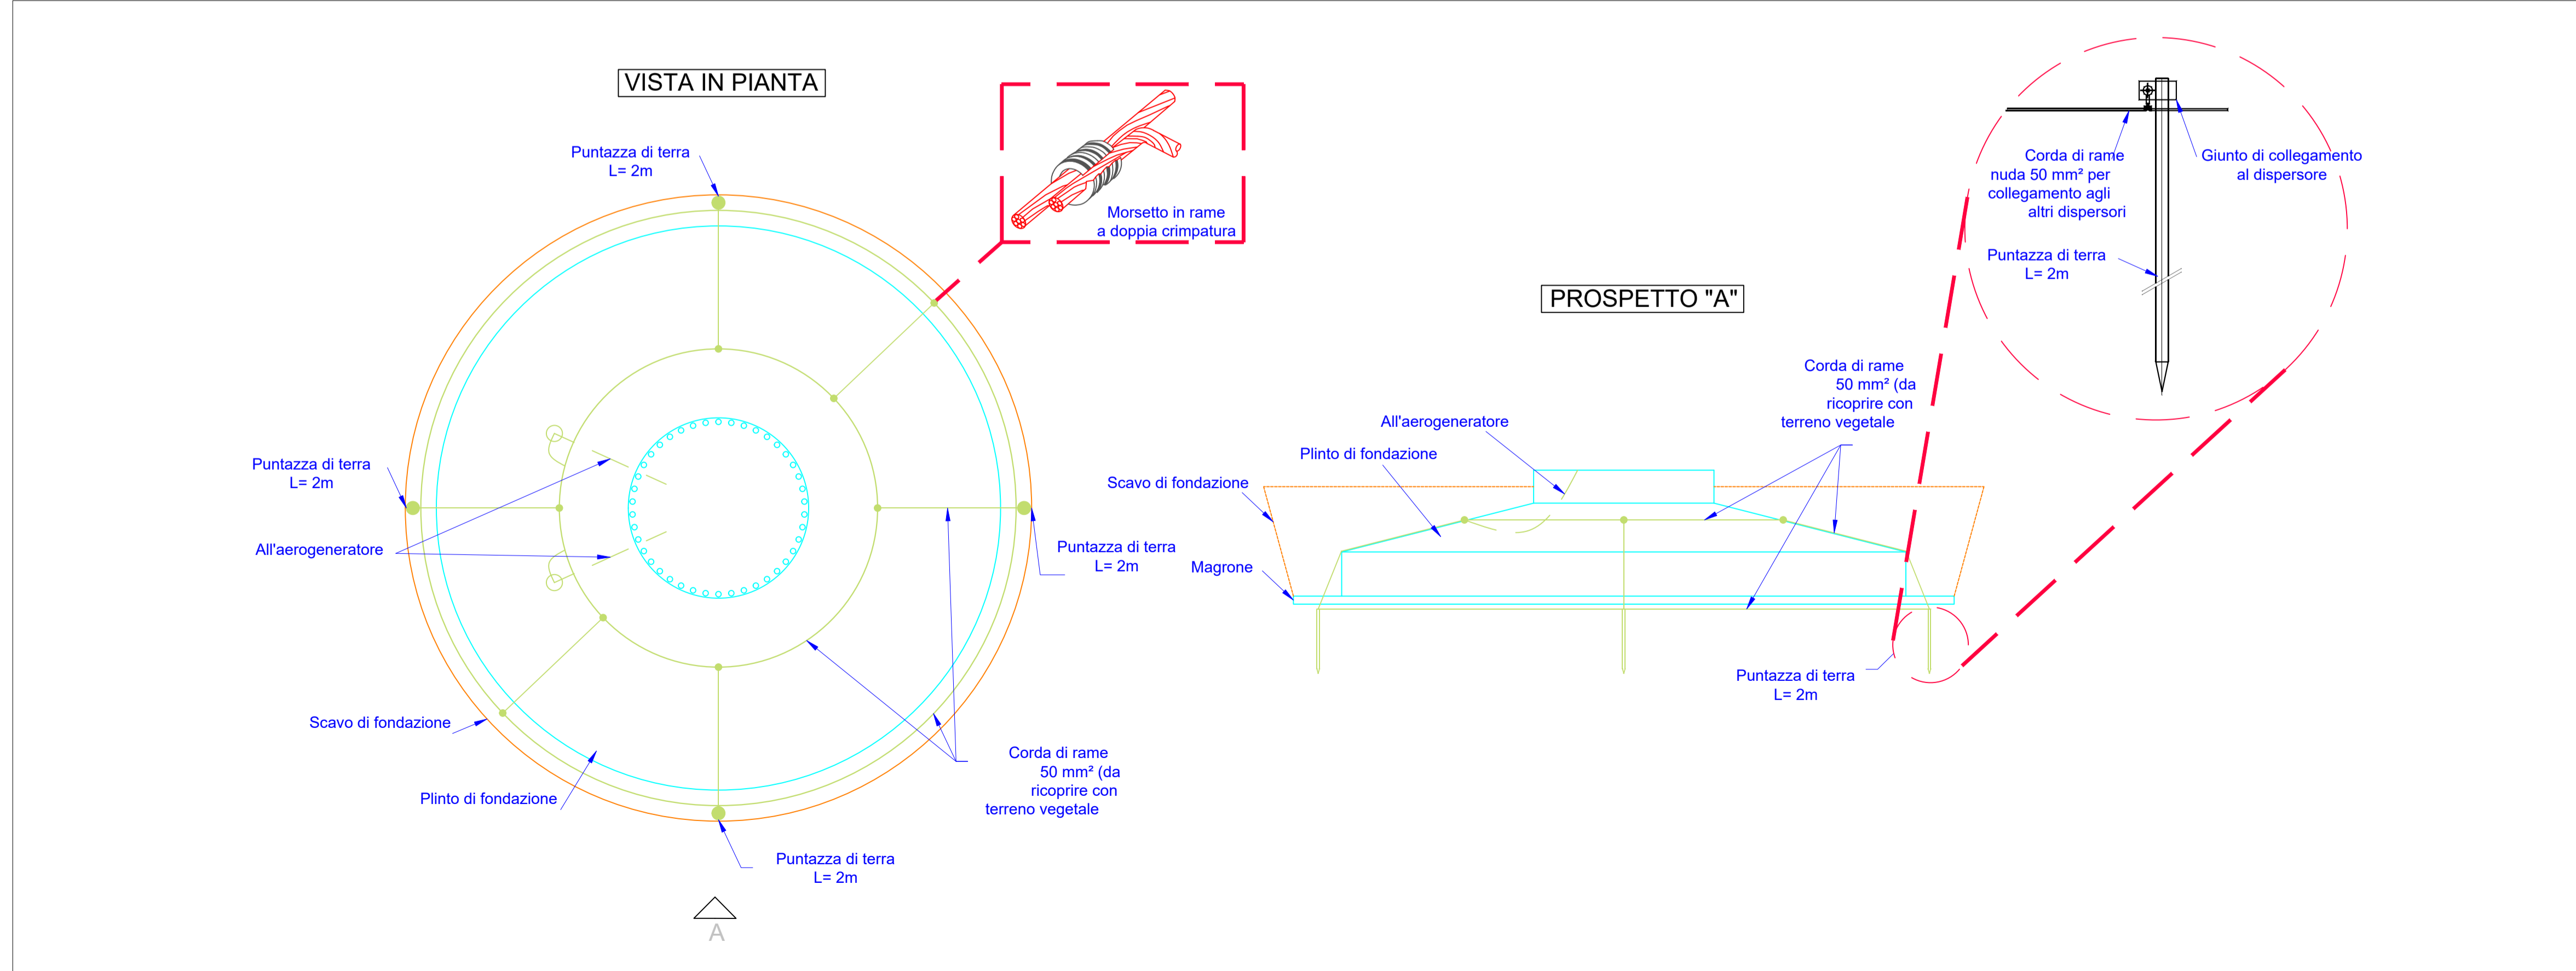 VISTA IN PIANTA
Puntazza di terra
L= 2m
Morsetto in rame
a doppia crimpatura
Puntazza di terra
L= 2m
All'aerogeneratore
Puntazza di terra
L= 2m
Scavo di fondazione
Plinto di fondazione
Corda di rame
50 mm² (da
ricoprire con
terreno vegetale
Puntazza di terra
L= 2m
A
PROSPETTO "A"
All'aerogeneratore
Plinto di fondazione
Scavo di fondazione
Magrone
Corda di rame
50 mm² (da
ricoprire con
terreno vegetale
Puntazza di terra
L= 2m
Corda di rame
nuda 50 mm² per
collegamento agli
altri dispersori
Giunto di collegamento
al dispersore
Puntazza di terra
L= 2m